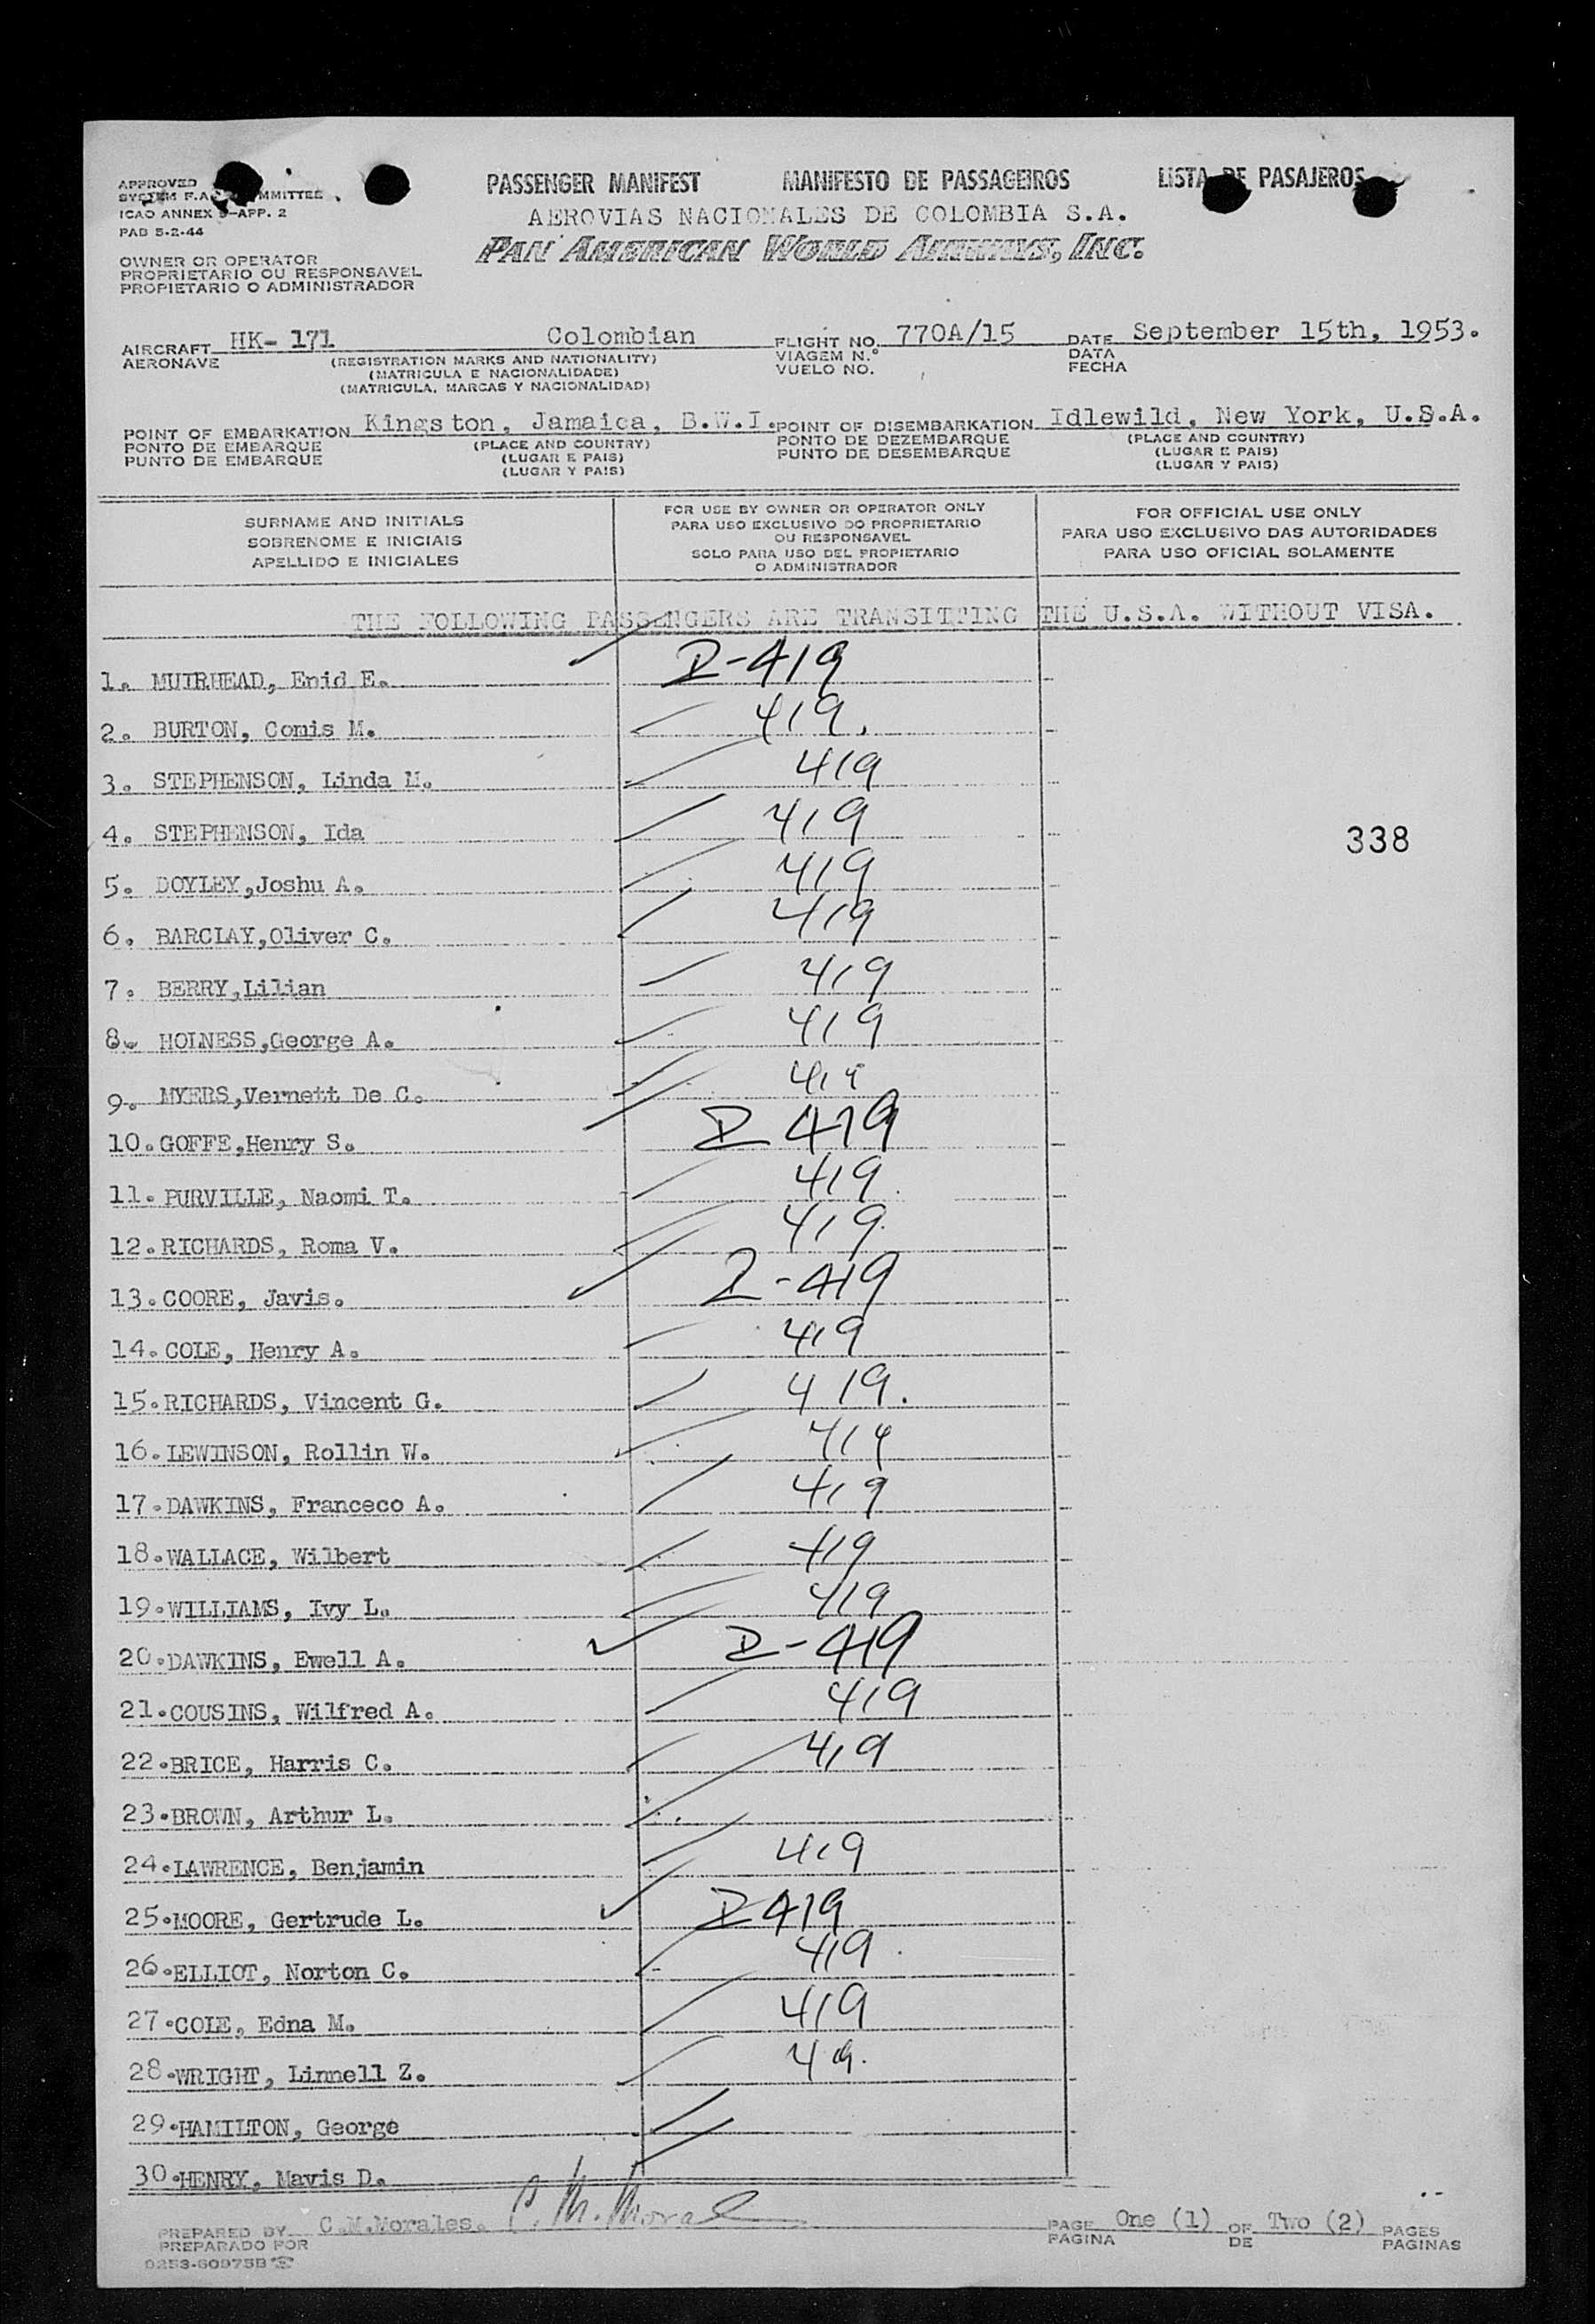 PASSENGER MANIFEST MANIFESTO DE PASSAGEIROS LISTA DE PASAJEROS
APPROVED
ICAO ANNEX 9-APP. 2
PAB 5-2-44
AEROVIAS NACIONALES DE COLOMBIA S.A.
PAN AMERICAN WORLD AIRWAYS, INC.
OWNER OR OPERATOR
PROPRIETARIO OU RESPONSAVEL
PROPIETARIO O ADMINISTRADOR
AIRCRAFT HK- 171 Colombian FLIGHT NO. 770A/15 DATE September 15th, 1953.
AERONAVE (REGISTRATION MARKS AND NATIONALITY) VIAGEM N.º DATA
(MATRICULA E NACIONALIDADE) VUELO NO. FECHA
(MATRICULA, MARCAS Y NACIONALIDAD)
POINT OF EMBARKATION Kingston, Jamaica, B.W.I. POINT OF DISEMBARKATION Idlewild, New York, U.S.A.
PONTO DE EMBARQUE (PLACE AND COUNTRY) PONTO DE DEZEMBARQUE (PLACE AND COUNTRY)
PUNTO DE EMBARQUE (LUGAR E PAIS) PUNTO DE DESEMBARQUE (LUGAR E PAIS)
(LUGAR Y PAIS) (LUGAR Y PAIS)
SURNAME AND INITIALS
SOBRENOME E INICIAIS
APELLIDO E INICIALES
FOR USE BY OWNER OR OPERATOR ONLY
PARA USO EXCLUSIVO DO PROPRIETARIO
OU RESPONSAVEL
SOLO PARA USO DEL PROPIETARIO
O ADMINISTRADOR
FOR OFFICIAL USE ONLY
PARA USO EXCLUSIVO DAS AUTORIDADES
PARA USO OFICIAL SOLAMENTE
THE FOLLOWING PASSENGERS ARE TRANSITTING THE U.S.A. WITHOUT VISA.
1. MUIRHEAD, Enid E. D-419
2. BURTON, Comis M. 419.
3. STEPHENSON, Linda M. 419
4. STEPHENSON, Ida 419
338
5. DOYLEY,Joshu A. 419
6. BARCLAY,Oliver C. 419
7. BERRY,Lilian 419
8. HOLNESS,George A. 419
9. MYERS,Vernett De C. 419
10. GOFFE,Henry S. D 419
11. PURVILLE, Naomi T. 419
12. RICHARDS, Roma V. 419
13. COORE, Javis. D-419
14. COLE, Henry A. 419
15. RICHARDS, Vincent G. 419.
16. LEWINSON, Rollin W. 419
17. DAWKINS, Franceco A. 419
18. WALLACE, Wilbert 419
19. WILLIAMS, Ivy L. 419
20. DAWKINS, Ewell A. D-419
21. COUSINS, Wilfred A. 419
22. BRICE, Harris C. 419
23. BROWN, Arthur L.
24. LAWRENCE, Benjamin 419
25. MOORE, Gertrude L. D419
26. ELLIOT, Norton C. 419
27. COLE, Edna M. 419
28. WRIGHT, Linnell Z. 419.
29. HAMILTON, George
30. HENRY, Mavis D.
PREPARED BY C.M.Morales. C. M. Morales PAGE One (1) OF Two (2) PAGES
PREPARADO POR PAGINA DE PAGINAS
0253-60975B